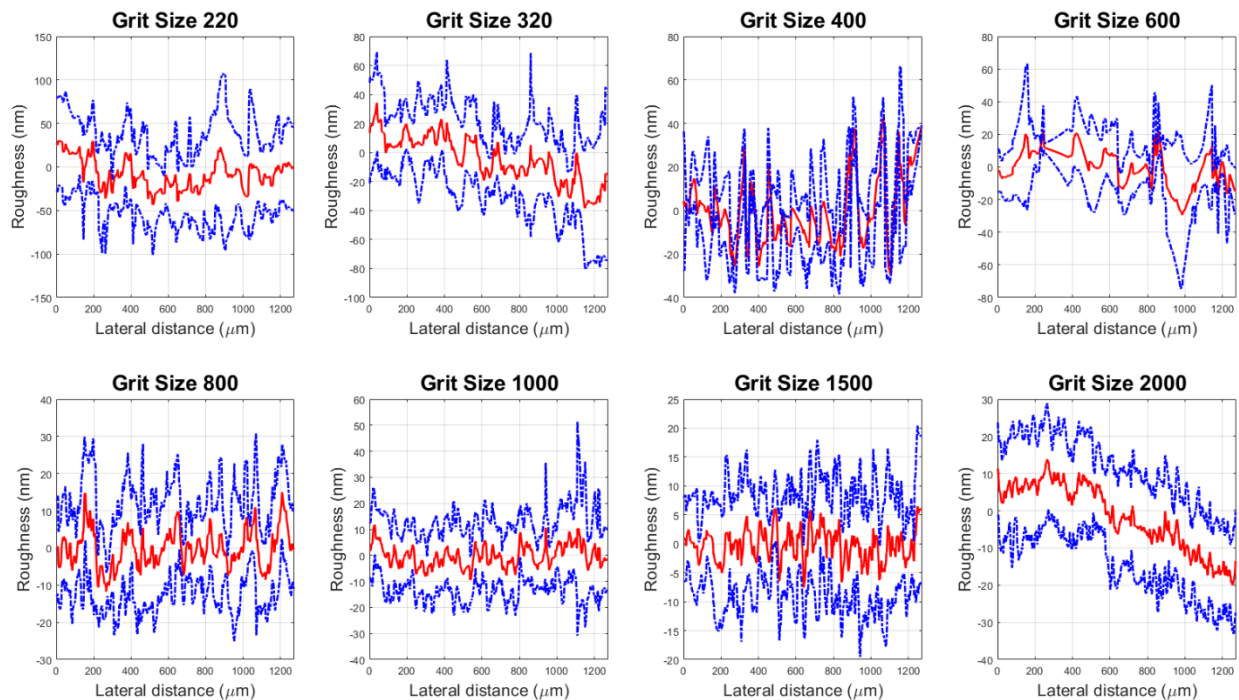 Grit Size 220
Roughness (nm)
150
100
50
0
-50
-100
-150
0 200 400 600 800 1000 1200
Lateral distance (μm)
Grit Size 320
Roughness (nm)
80
60
40
20
0
-20
-40
-60
-80
-100
0 200 400 600 800 1000 1200
Lateral distance (μm)
Grit Size 400
Roughness (nm)
80
60
40
20
0
-20
-40
0 200 400 600 800 1000 1200
Lateral distance (μm)
Grit Size 600
Roughness (nm)
80
60
40
20
0
-20
-40
-60
-80
0 200 400 600 800 1000 1200
Lateral distance (μm)
Grit Size 800
Roughness (nm)
40
30
20
10
0
-10
-20
-30
0 200 400 600 800 1000 1200
Lateral distance (μm)
Grit Size 1000
Roughness (nm)
60
50
40
30
20
10
0
-10
-20
-30
-40
0 200 400 600 800 1000 1200
Lateral distance (μm)
Grit Size 1500
Roughness (nm)
25
20
15
10
5
0
-5
-10
-15
-20
0 200 400 600 800 1000 1200
Lateral distance (μm)
Grit Size 2000
Roughness (nm)
30
20
10
0
-10
-20
-30
-40
0 200 400 600 800 1000 1200
Lateral distance (μm)